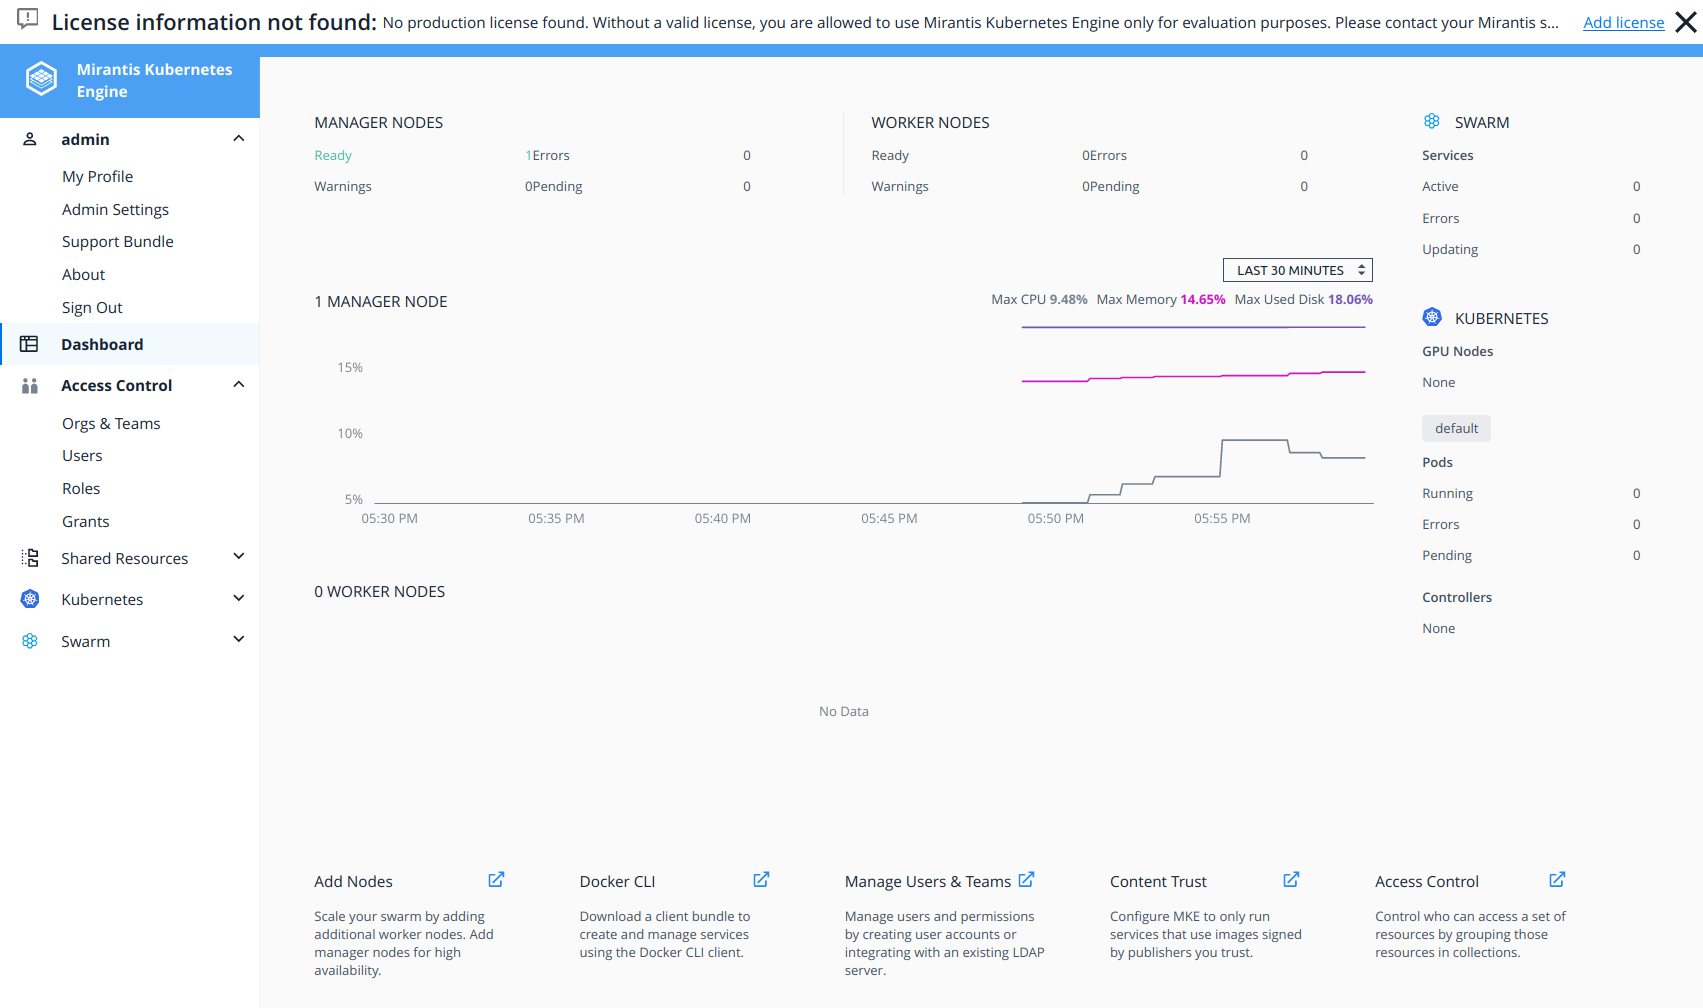 License information not found: No production license found. Without a valid license, you are allowed to use Mirantis Kubernetes Engine only for evaluation purposes. Please contact your Mirantis s... Add license
Mirantis Kubernetes
Engine
admin
My Profile
Admin Settings
Support Bundle
About
Sign Out
Dashboard
Access Control
Orgs & Teams
Users
Roles
Grants
Shared Resources
Kubernetes
Swarm
MANAGER NODES
Ready 1 Errors 0
Warnings 0 Pending 0
WORKER NODES
Ready 0 Errors 0
Warnings 0 Pending 0
LAST 30 MINUTES
1 MANAGER NODE
Max CPU 9.48% Max Memory 14.65% Max Used Disk 18.06%
15%
10%
5%
05:30 PM 05:35 PM 05:40 PM 05:45 PM 05:50 PM 05:55 PM
0 WORKER NODES
No Data
SWARM
Services
Active 0
Errors 0
Updating 0
KUBERNETES
GPU Nodes
None
default
Pods
Running 0
Errors 0
Pending 0
Controllers
None
Add Nodes
Scale your swarm by adding
additional worker nodes. Add
manager nodes for high
availability.
Docker CLI
Download a client bundle to
create and manage services
using the Docker CLI client.
Manage Users & Teams
Manage users and permissions
by creating user accounts or
integrating with an existing LDAP
server.
Content Trust
Configure MKE to only run
services that use images signed
by publishers you trust.
Access Control
Control who can access a set of
resources by grouping those
resources in collections.